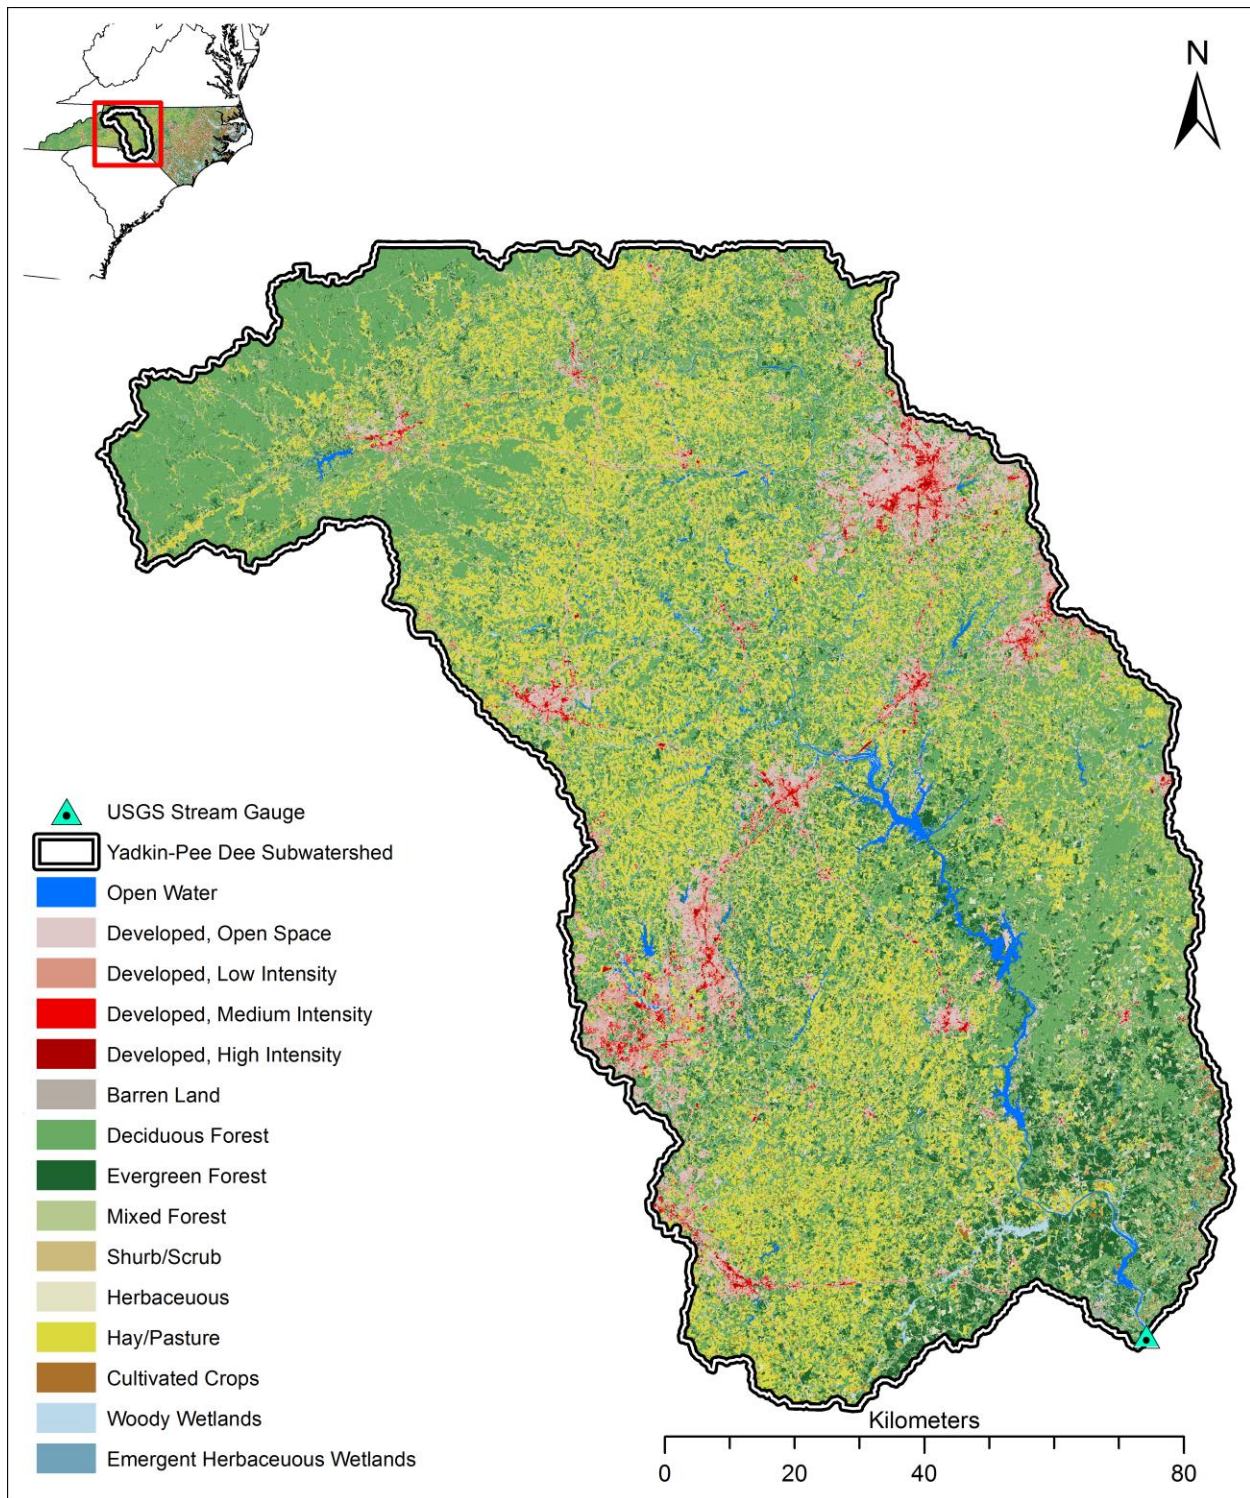 N
USGS Stream Gauge
Yadkin-Pee Dee Subwatershed
Open Water
Developed, Open Space
Developed, Low Intensity
Developed, Medium Intensity
Developed, High Intensity
Barren Land
Deciduous Forest
Evergreen Forest
Mixed Forest
Shurb/Scrub
Herbaceuous
Hay/Pasture
Cultivated Crops
Woody Wetlands
Emergent Herbaceuous Wetlands
Kilometers
0 20 40 80